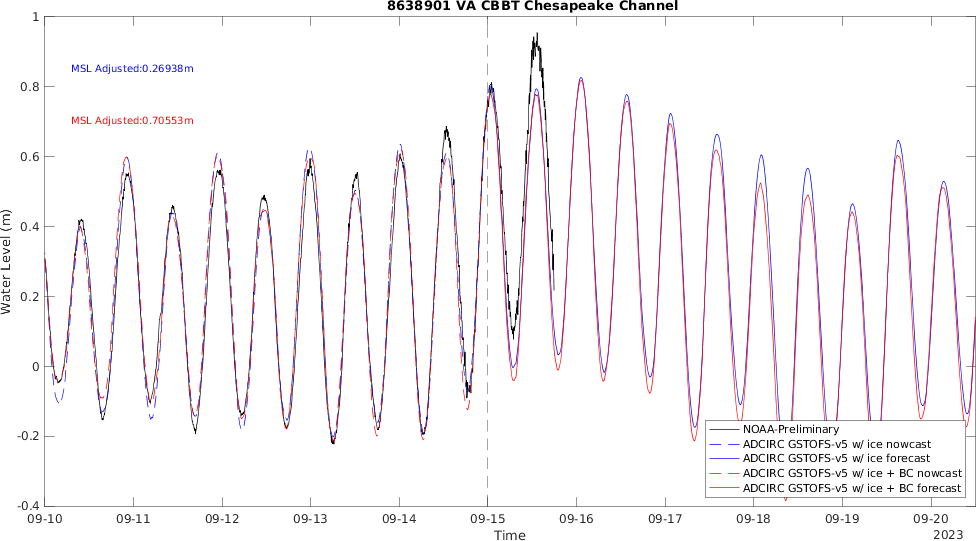 8638901 VA CBBT Chesapeake Channel
MSL Adjusted:0.26938m
MSL Adjusted:0.70553m
Water Level (m)
1
0.8
0.6
0.4
0.2
0
-0.2
-0.4
NOAA-Preliminary
ADCIRC GSTOFS-v5 w/ ice nowcast
ADCIRC GSTOFS-v5 w/ ice forecast
ADCIRC GSTOFS-v5 w/ ice + BC nowcast
ADCIRC GSTOFS-v5 w/ ice + BC forecast
09-10 09-11 09-12 09-13 09-14 09-15 09-16 09-17 09-18 09-19 09-20
Time
2023